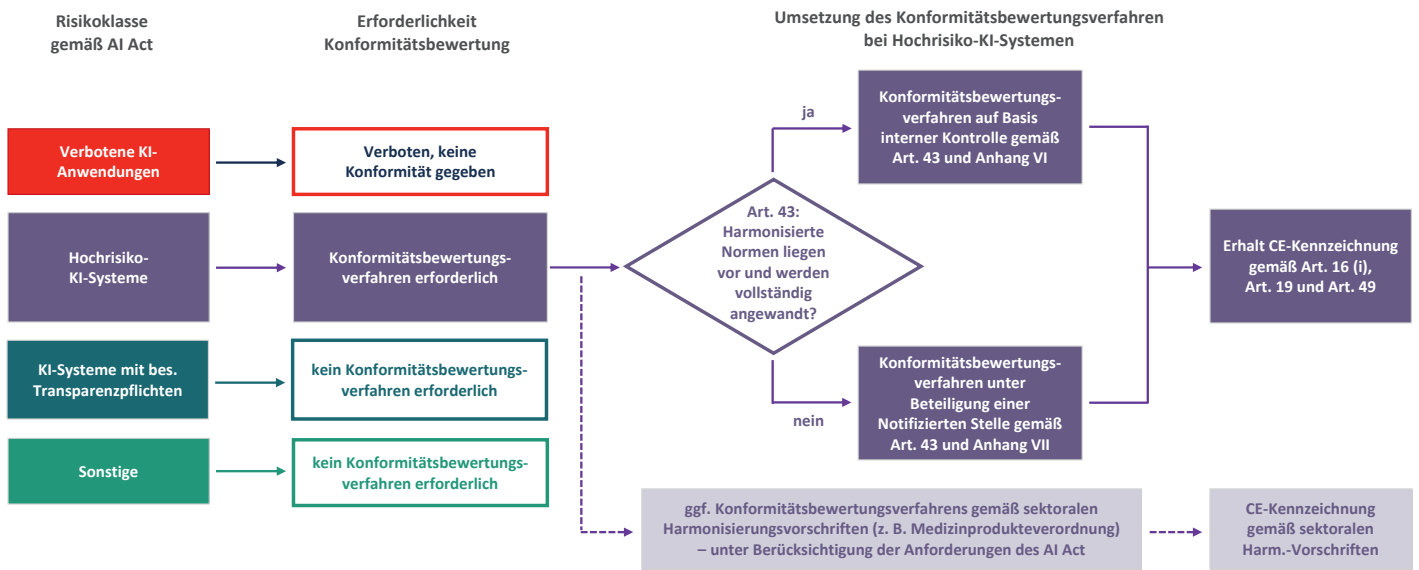 Risikoklasse
gemäß AI Act
Erforderlichkeit
Konformitätsbewertung
Umsetzung des Konformitätsbewertungsverfahren
bei Hochrisiko-KI-Systemen
Verbotene KI-
Anwendungen
Verboten, keine
Konformität gegeben
Hochrisiko-
KI-Systeme
Konformitätsbewertungs-
verfahren erforderlich
KI-Systeme mit bes.
Transparenzpflichten
kein Konformitätsbewertungs-
verfahren erforderlich
Sonstige
kein Konformitätsbewertungs-
verfahren erforderlich
Art. 43:
Harmonisierte
Normen liegen
vor und werden
vollständig
angewandt?
ja
Konformitätsbewertungs-
verfahren auf Basis
interner Kontrolle gemäß
Art. 43 und Anhang VI
nein
Konformitätsbewertungs-
verfahren unter
Beteiligung einer
Notifizierten Stelle gemäß
Art. 43 und Anhang VII
Erhalt CE-Kennzeichnung
gemäß Art. 16 (i),
Art. 19 und Art. 49
ggf. Konformitätsbewertungsverfahrens gemäß sektoralen
Harmonisierungsvorschriften (z. B. Medizinprodukteverordnung)
– unter Berücksichtigung der Anforderungen des AI Act
CE-Kennzeichnung
gemäß sektoralen
Harm.-Vorschriften